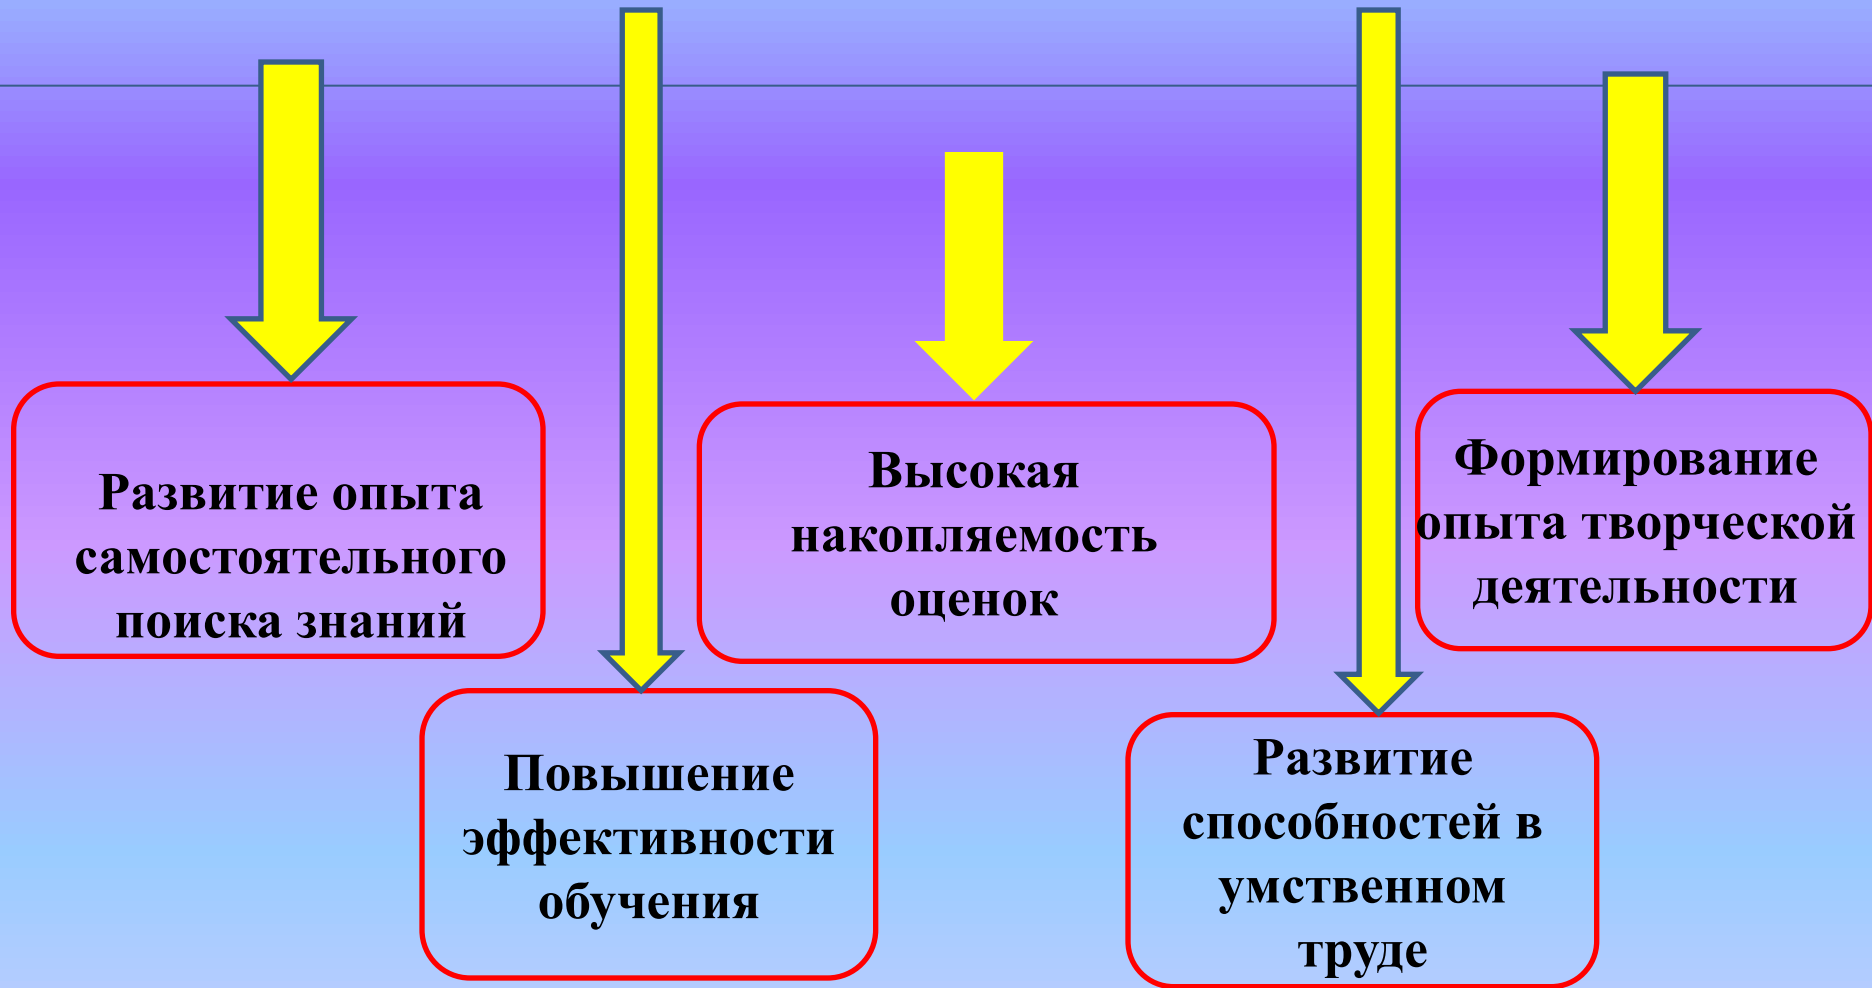 Развитие опыта
самостоятельного
поиска знаний
Высокая
накопляемость
оценок
Формирование
опыта творческой
деятельности
Повышение
эффективности
обучения
Развитие
способностей в
умственном
труде